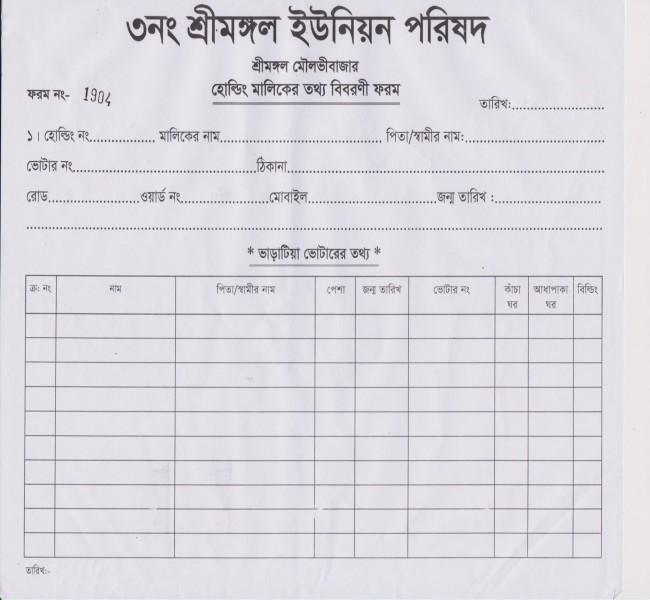 ৩নং শ্রীমঙ্গল ইউনিয়ন পরিষদ
শ্রীমঙ্গল মৌলভীবাজার
ফরম নং- 1904 হোল্ডিং মালিকের তথ্য বিবরণী ফরম
তারিখ:........................
১। হোল্ডিং নং................. মালিকের নাম.......................................... পিতা/স্বামীর নাম:....................................
ভোটার নং................................................ঠিকানা..................................................................................
রোড........................ওয়ার্ড নং.......................মোবাইল.................................জন্ম তারিখ :............................
......................................................................................................................................................
* ভাড়াটিয়া ভোটারের তথ্য *
ক্র: নং নাম পিতা/স্বামীর নাম পেশা জন্ম তারিখ ভোটার নং কাঁচা ঘর আধাপাকা ঘর বিল্ডিং
তারিখ:-